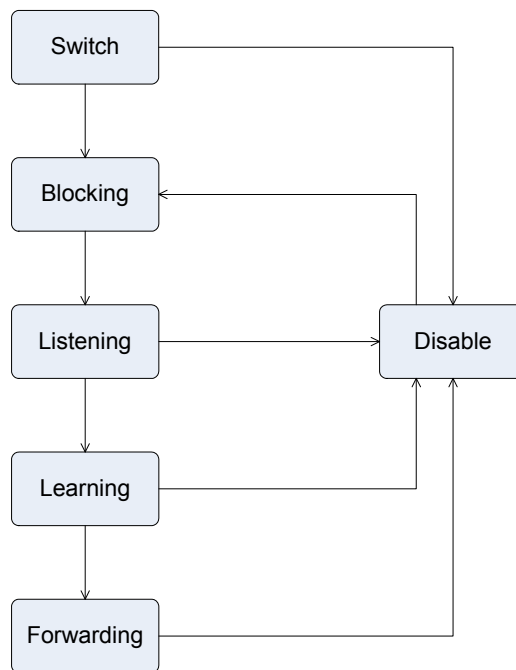 Switch
Blocking
Listening
Disable
Learning
Forwarding